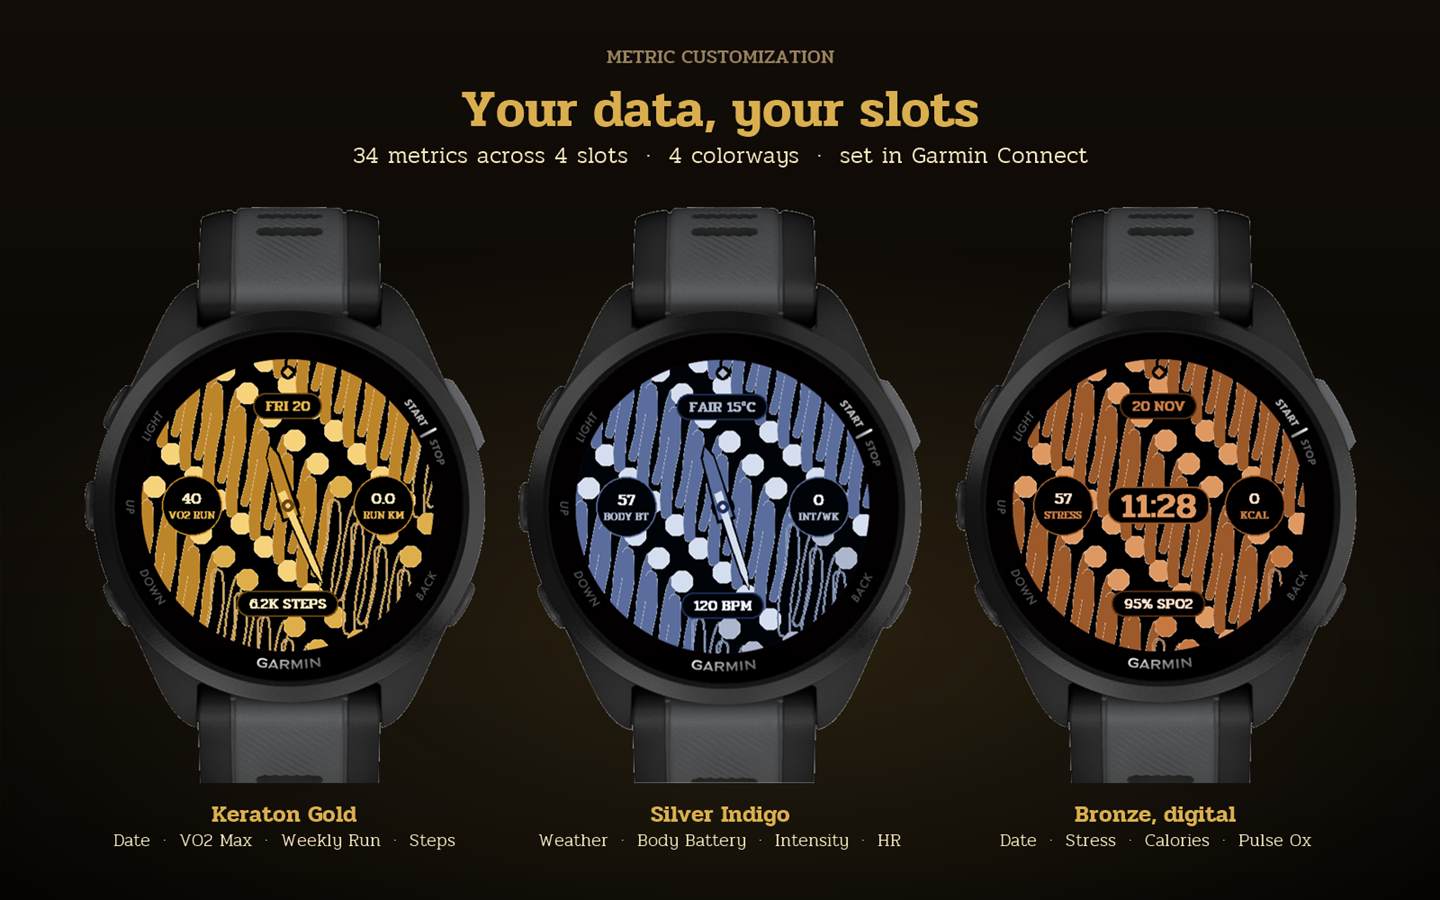 METRIC CUSTOMIZATION
Your data, your slots
34 metrics across 4 slots · 4 colorways · set in Garmin Connect
LIGHT
START
STOP
UP
DOWN
BACK
FRI 20
40
VO2 RUN
0.0
RUN KM
6.2K STEPS
GARMIN
LIGHT
START
STOP
UP
DOWN
BACK
FAIR 15°C
57
BODY BT
0
INT/WK
120 BPM
GARMIN
LIGHT
START
STOP
UP
DOWN
BACK
20 NOV
57
STRESS
11:28
0
KCAL
95% SPO2
GARMIN
Keraton Gold
Date · VO2 Max · Weekly Run · Steps
Silver Indigo
Weather · Body Battery · Intensity · HR
Bronze, digital
Date · Stress · Calories · Pulse Ox